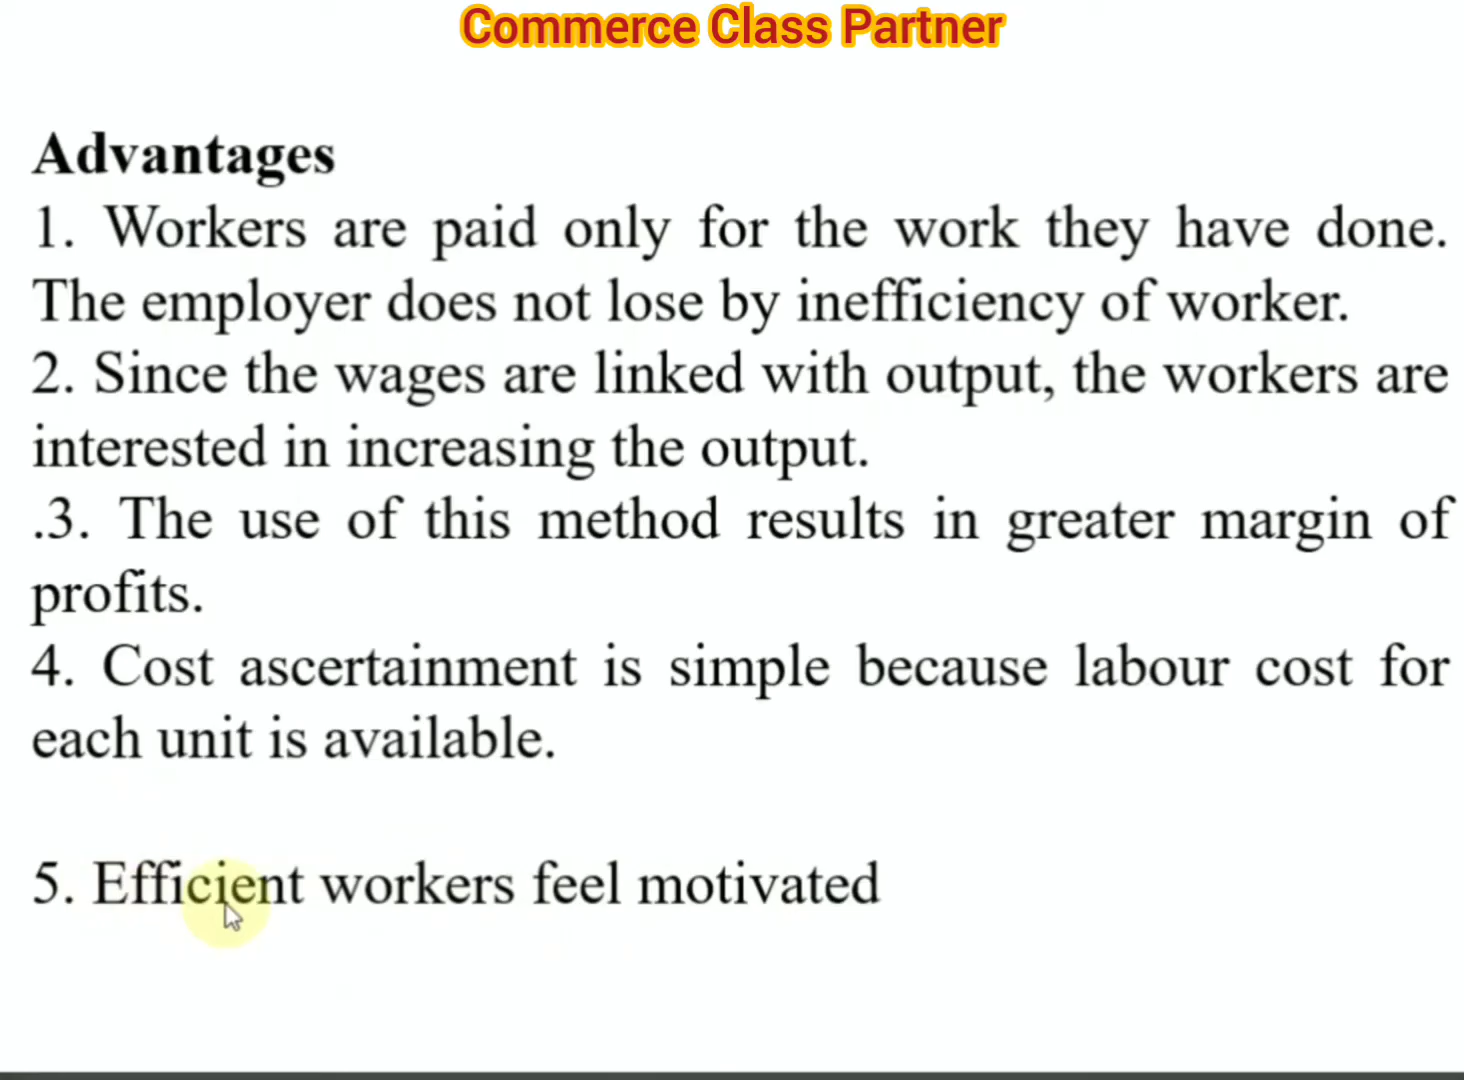 Commerce Class Partner
Advantages
1. Workers are paid only for the work they have done.
The employer does not lose by inefficiency of worker.
2. Since the wages are linked with output, the workers are
interested in increasing the output.
.3. The use of this method results in greater margin of
profits.
4. Cost ascertainment is simple because labour cost for
each unit is available.
5. Efficient workers feel motivated